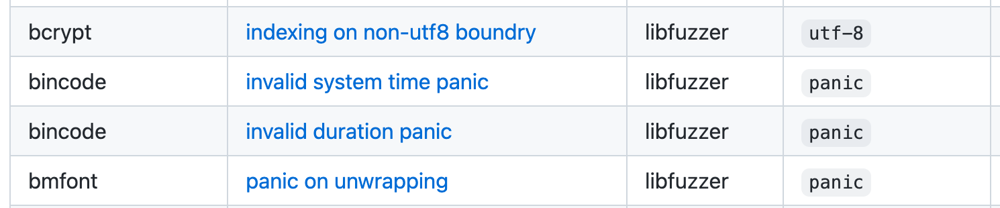 bcrypt indexing on non-utf8 boundry libfuzzer utf-8
bincode invalid system time panic libfuzzer panic
bincode invalid duration panic libfuzzer panic
bmfont panic on unwrapping libfuzzer panic